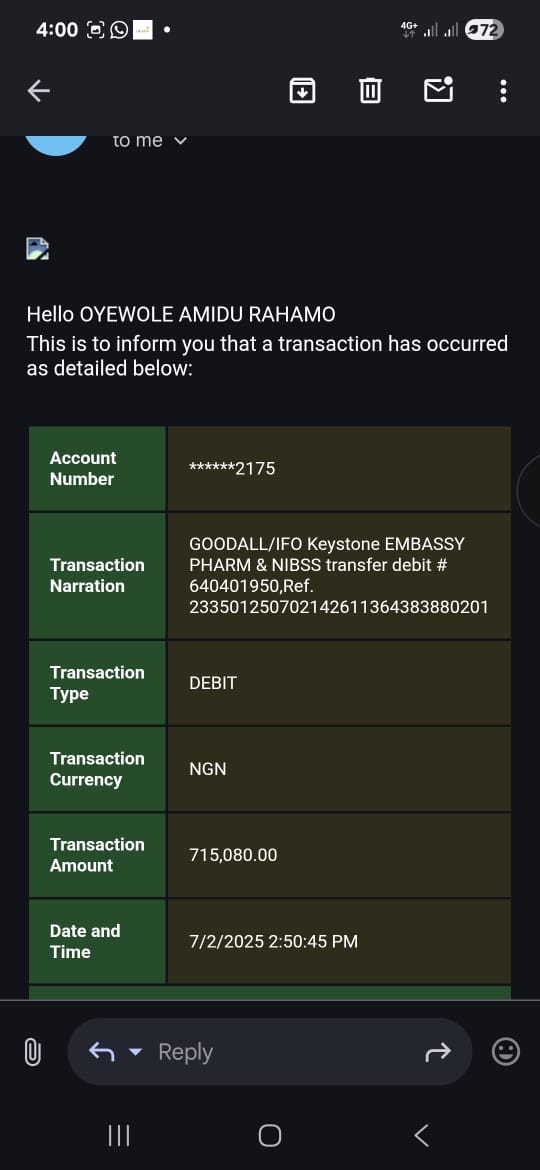 4:00
4G+
72
to me
Hello OYEWOLE AMIDU RAHAMO
This is to inform you that a transaction has occurred
as detailed below:
Account
Number
******2175
Transaction
Narration
GOODALL/IFO Keystone EMBASSY
PHARM & NIBSS transfer debit #
640401950,Ref.
233501250702142611364383880201
Transaction
Type
DEBIT
Transaction
Currency
NGN
Transaction
Amount
715,080.00
Date and
Time
7/2/2025 2:50:45 PM
Reply